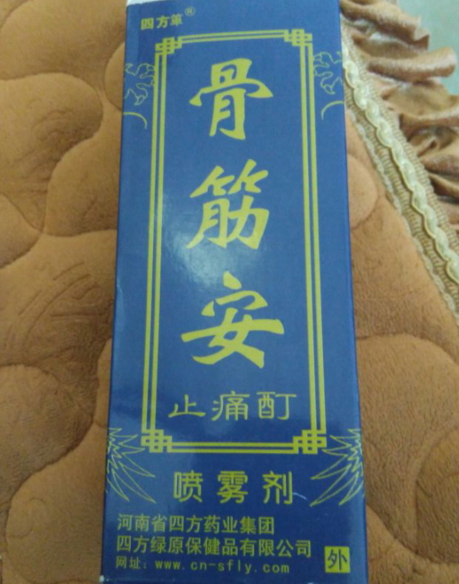 四方草®
骨筋安
止痛酊
喷雾剂
河南省四方药业集团
四方绿原保健品有限公司
网址：www.cn-sfly.com
外